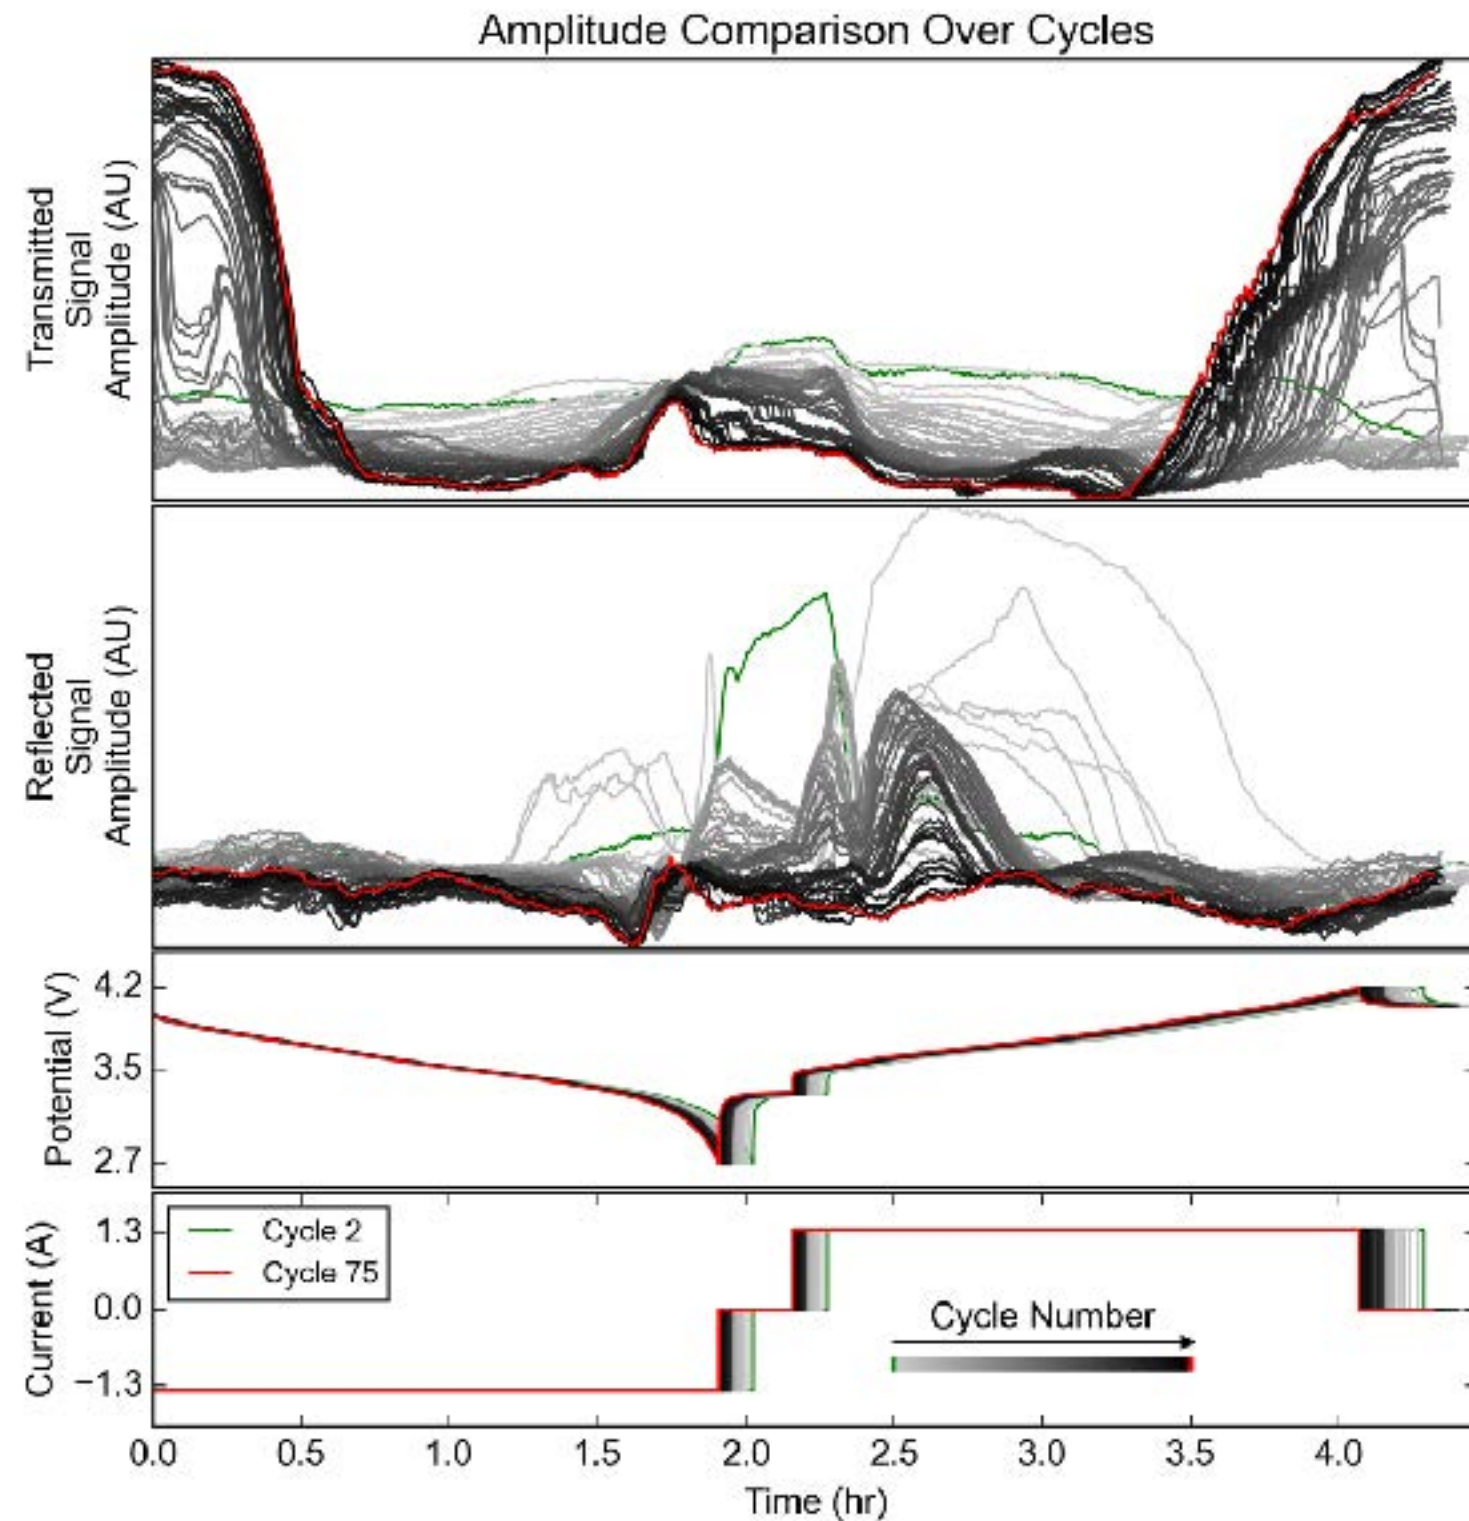 Amplitude Comparison Over Cycles
Transmitted
Signal
Amplitude (AU)
Reflected
Signal
Amplitude (AU)
4.2
3.5
2.7
Potential (V)
1.3
0.0
−1.3
Current (A)
Cycle 2
Cycle 75
Cycle Number
0.0 0.5 1.0 1.5 2.0 2.5 3.0 3.5 4.0
Time (hr)